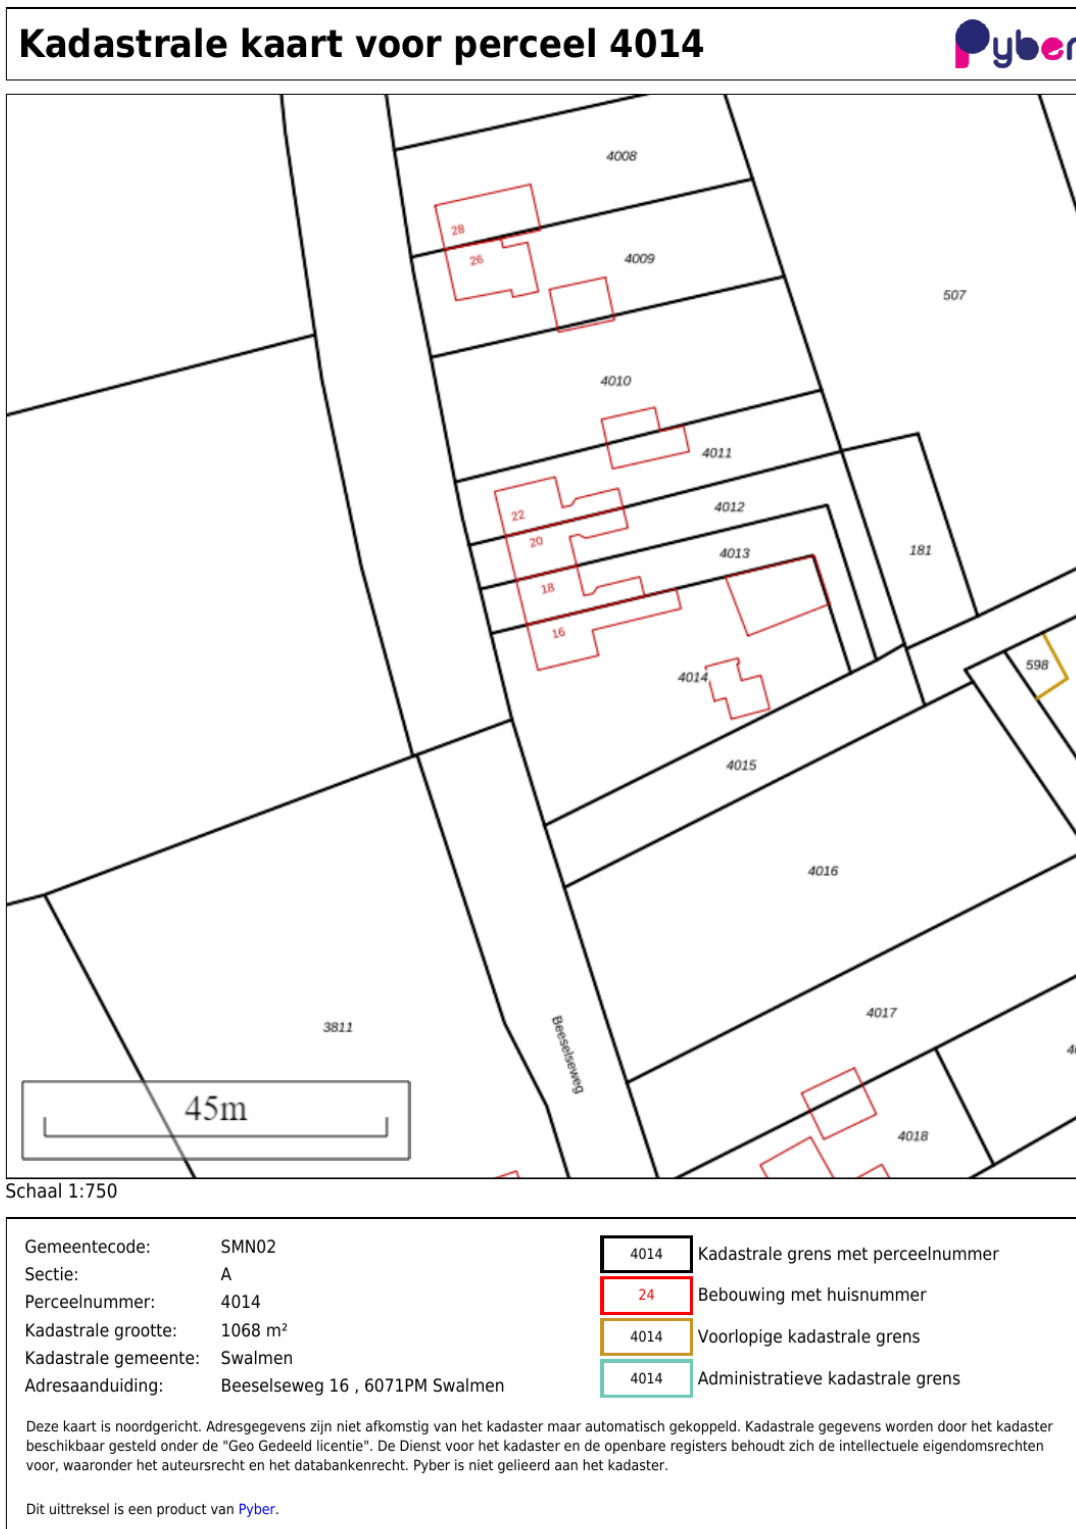 Kadastrale kaart voor perceel 4014
Pyber
4008
28
26
4009
507
4010
4011
22
4012
20
4013
181
18
16
598
4014
4015
4016
4017
3811
Beeselseweg
4018
45m
Schaal 1:750
Gemeentecode: SMN02
Sectie: A
Perceelnummer: 4014
Kadastrale grootte: 1068 m²
Kadastrale gemeente: Swalmen
Adresaanduiding: Beeselseweg 16 , 6071PM Swalmen
4014 Kadastrale grens met perceelnummer
24 Bebouwing met huisnummer
4014 Voorlopige kadastrale grens
4014 Administratieve kadastrale grens
Deze kaart is noordgericht. Adresgegevens zijn niet afkomstig van het kadaster maar automatisch gekoppeld. Kadastrale gegevens worden door het kadaster
beschikbaar gesteld onder de "Geo Gedeeld licentie". De Dienst voor het kadaster en de openbare registers behoudt zich de intellectuele eigendomsrechten
voor, waaronder het auteursrecht en het databankenrecht. Pyber is niet gelieerd aan het kadaster.
Dit uittreksel is een product van Pyber.